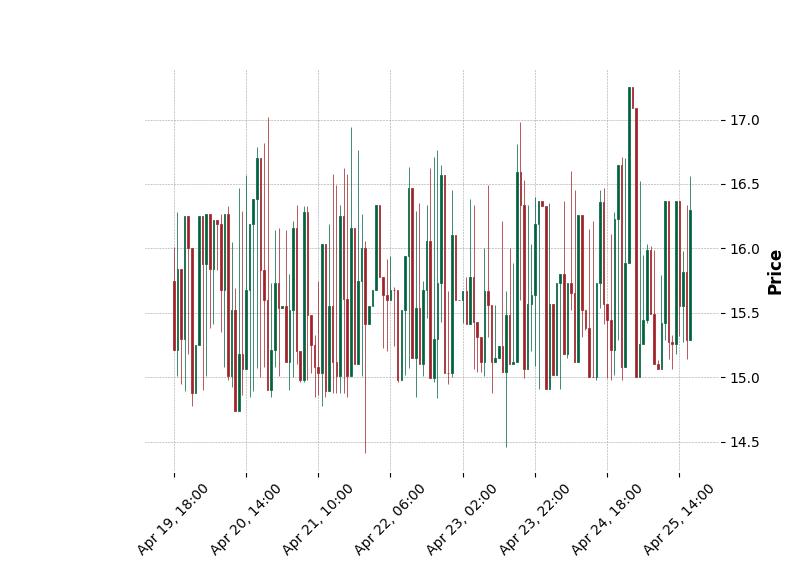 17.0
16.5
16.0
15.5
15.0
14.5
Price
Apr 19, 18:00
Apr 20, 14:00
Apr 21, 10:00
Apr 22, 06:00
Apr 23, 02:00
Apr 23, 22:00
Apr 24, 18:00
Apr 25, 14:00